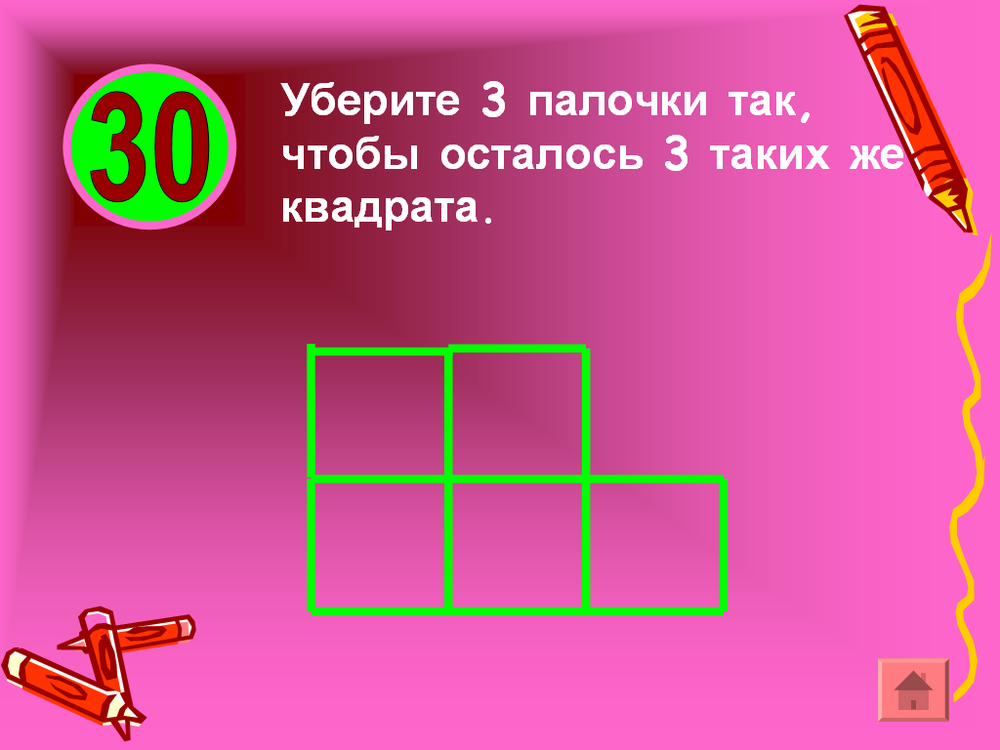 30
Уберите 3 палочки так,
чтобы осталось 3 таких же
квадрата.